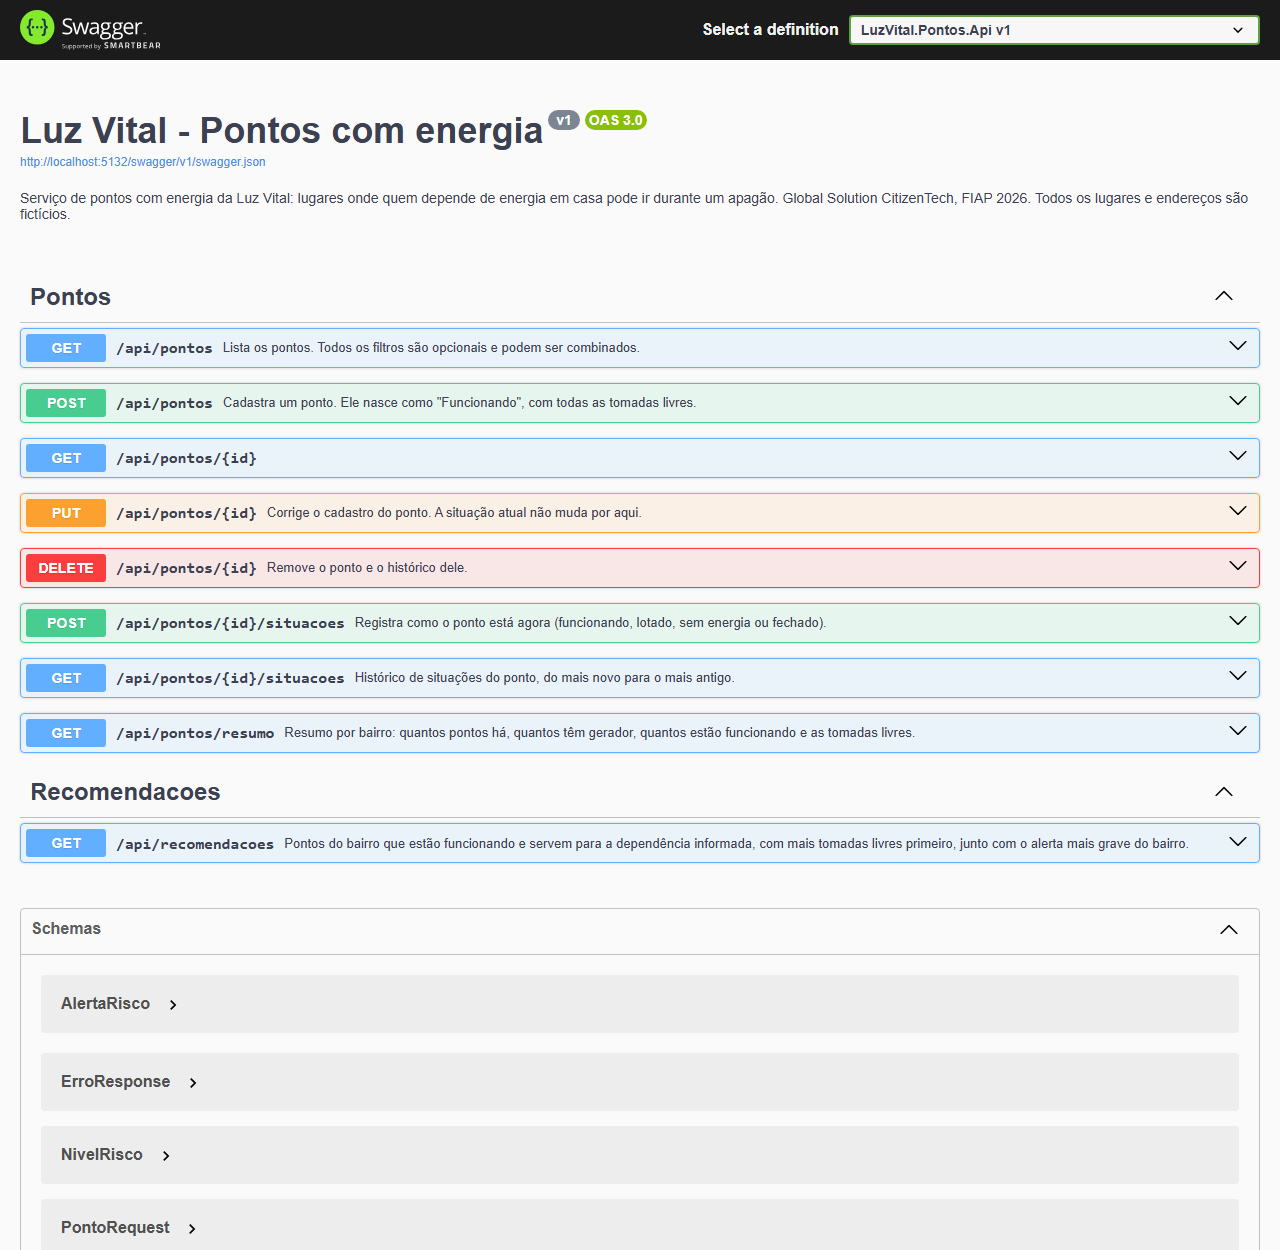 Swagger
Supported by SMARTBEAR
Select a definition
LuzVital.Pontos.Api v1
Luz Vital - Pontos com energia v1 OAS 3.0
http://localhost:5132/swagger/v1/swagger.json
Serviço de pontos com energia da Luz Vital: lugares onde quem depende de energia em casa pode ir durante um apagão. Global Solution CitizenTech, FIAP 2026. Todos os lugares e endereços são
fictícios.
Pontos
GET /api/pontos Lista os pontos. Todos os filtros são opcionais e podem ser combinados.
POST /api/pontos Cadastra um ponto. Ele nasce como "Funcionando", com todas as tomadas livres.
GET /api/pontos/{id}
PUT /api/pontos/{id} Corrige o cadastro do ponto. A situação atual não muda por aqui.
DELETE /api/pontos/{id} Remove o ponto e o histórico dele.
POST /api/pontos/{id}/situacoes Registra como o ponto está agora (funcionando, lotado, sem energia ou fechado).
GET /api/pontos/{id}/situacoes Histórico de situações do ponto, do mais novo para o mais antigo.
GET /api/pontos/resumo Resumo por bairro: quantos pontos há, quantos têm gerador, quantos estão funcionando e as tomadas livres.
Recomendacoes
GET /api/recomendacoes Pontos do bairro que estão funcionando e servem para a dependência informada, com mais tomadas livres primeiro, junto com o alerta mais grave do bairro.
Schemas
AlertaRisco
ErroResponse
NivelRisco
PontoRequest